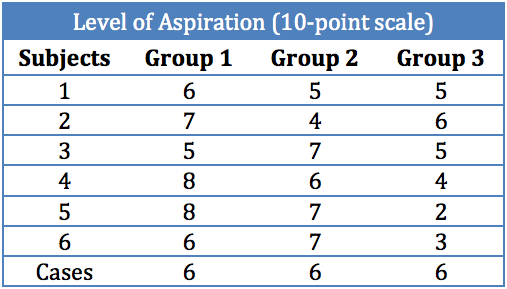 Level of Aspiration (10-point scale)
Subjects Group 1 Group 2 Group 3
1 6 5 5
2 7 4 6
3 5 7 5
4 8 6 4
5 8 7 2
6 6 7 3
Cases 6 6 6